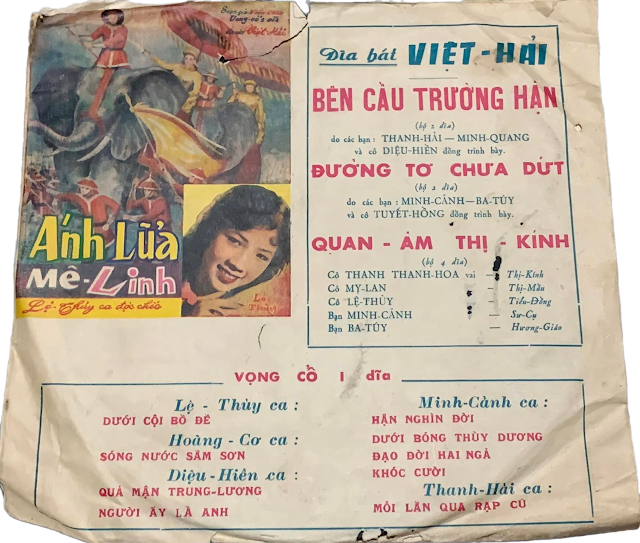 Việt Hải
Ánh Lửa
Mê-Linh
Lệ-Thủy ca độc chiếc
Lệ
Thủy
Dĩa hát VIỆT-HẢI
BÊN CẦU TRƯỜNG HẬN
(bộ 2 dĩa)
do các bạn : THANH-HẢI — MINH-QUANG
và cô DIỆU-HIỀN đồng trình bày.
ĐƯỜNG TƠ CHƯA DỨT
(bộ 2 dĩa)
do các bạn : MINH-CẢNH — BA-TÚY
và cô TUYẾT-HỒNG đồng trình bày.
QUAN - ÂM THỊ - KÍNH
(bộ 4 dĩa)
Cô THANH THANH-HOA vai — Thị-Kính
Cô MỸ-LAN — Thị-Mầu
Cô LỆ-THỦY — Tiểu-Đồng
Bạn MINH-CẢNH — Sư-Cụ
Bạn BA-TÚY — Hương-Giáo
VỌNG CỔ 1 dĩa
Lệ - Thủy ca :
DƯỚI CỘI BỒ ĐỀ
Hoàng - Cơ ca :
SÓNG NƯỚC SẦM SƠN
Diệu-Hiền ca :
QUÁ MẬN TRUNG-LƯƠNG
NGƯỜI ẤY LÀ ANH
Minh-Cảnh ca :
HẬN NGHÌN ĐỜI
DƯỚI BÓNG THÙY DƯƠNG
ĐẠO ĐỜI HAI NGÀ
KHÓC CƯỜI
Thanh-Hải ca :
MỖI LẦN QUA RẠP CŨ